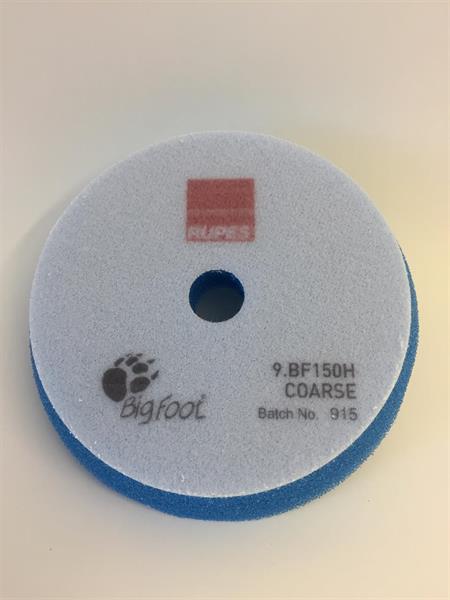 RUPES
9.BF150H
COARSE
Batch No. 915
BigFoot